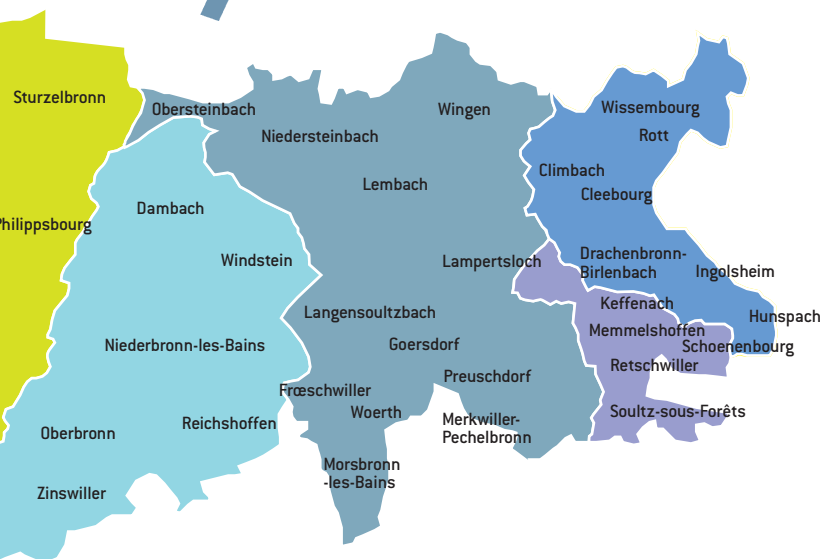 Sturzelbronn
Obersteinbach
Wingen
Wissembourg
Niedersteinbach
Rott
Climbach
Lembach
Cleebourg
Dambach
Philippsbourg
Windstein
Lampertsloch
Drachenbronn-
Birlenbach
Ingolsheim
Keffenach
Langensoultzbach
Hunspach
Memmelshoffen
Niederbronn-les-Bains
Goersdorf
Schoenenbourg
Retschwiller
Preuschdorf
Frœschwiller
Woerth
Soultz-sous-Forêts
Merkwiller-
Pechelbronn
Reichshoffen
Oberbronn
Morsbronn
-les-Bains
Zinswiller